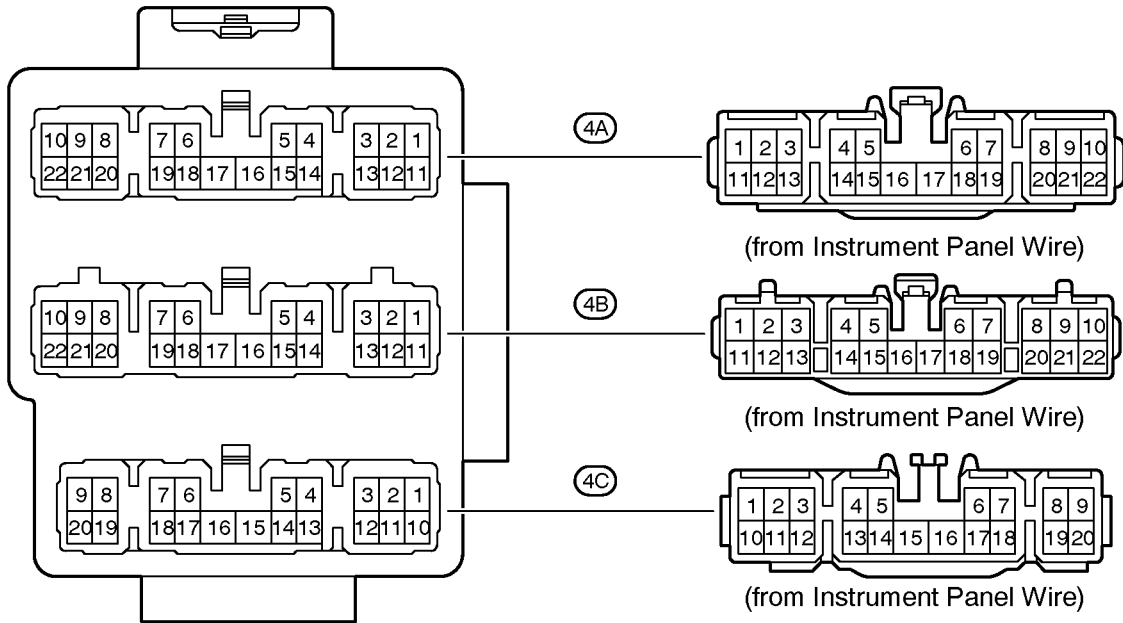 10 9 8 7 6 5 4 3 2 1
22 21 20 19 18 17 16 15 14 13 12 11
4A
1 2 3 4 5 6 7 8 9 10
11 12 13 14 15 16 17 18 19 20 21 22
(from Instrument Panel Wire)
10 9 8 7 6 5 4 3 2 1
22 21 20 19 18 17 16 15 14 13 12 11
4B
1 2 3 4 5 6 7 8 9 10
11 12 13 14 15 16 17 18 19 20 21 22
(from Instrument Panel Wire)
9 8 7 6 5 4 3 2 1
20 19 18 17 16 15 14 13 12 11 10
4C
1 2 3 4 5 6 7 8 9
10 11 12 13 14 15 16 17 18 19 20
(from Instrument Panel Wire)